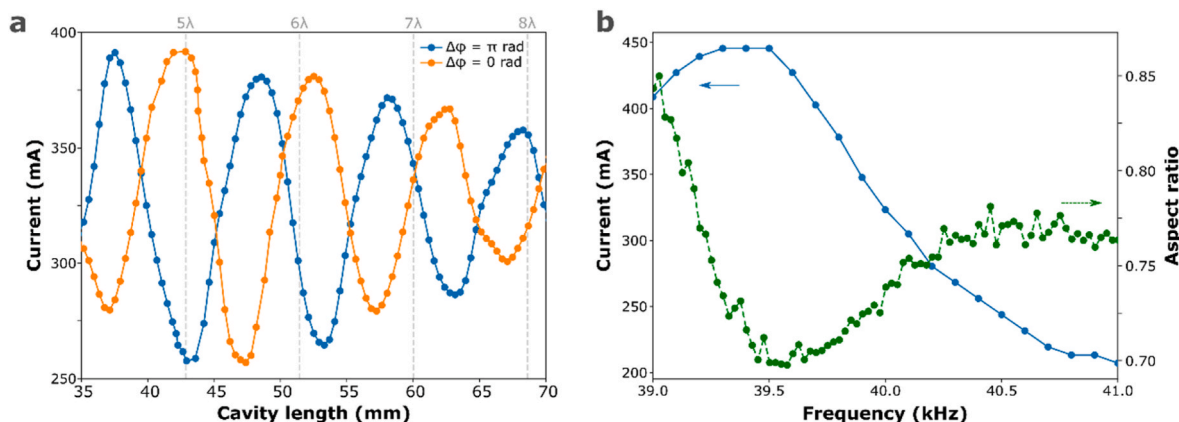 a
5λ 6λ 7λ 8λ
Δφ = π rad
Δφ = 0 rad
400
350
300
250
Current (mA)
35 40 45 50 55 60 65 70
Cavity length (mm)
b
450
400
350
300
250
200
Current (mA)
0.85
0.80
0.75
0.70
Aspect ratio
39.0 39.5 40.0 40.5 41.0
Frequency (kHz)